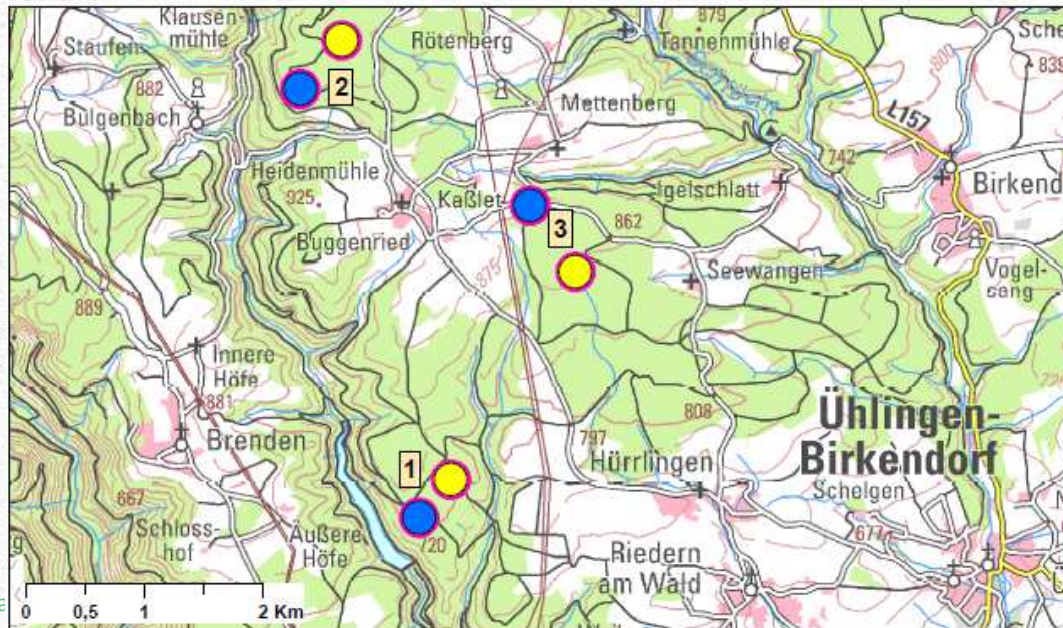 Klausen-
mühle
Staufen
882
Bulgenbach
2
Rötenberg
879
Tannenmühle
800
839
L157
Mettenberg
742
Birkend
Heidenmühle
925
Kaßlet
Igelschlatt
3
862
Buggenried
875
Seewangen
Vogel-
sang
889
Innere
Höfe
881
Brenden
808
Ühlingen-
Birkendorf
1
797
Hürrlingen
Schelgen
667
Schloss-
hof
Äußere
Höfe
720
677
Riedern
am Wald
0 0,5 1 2 Km